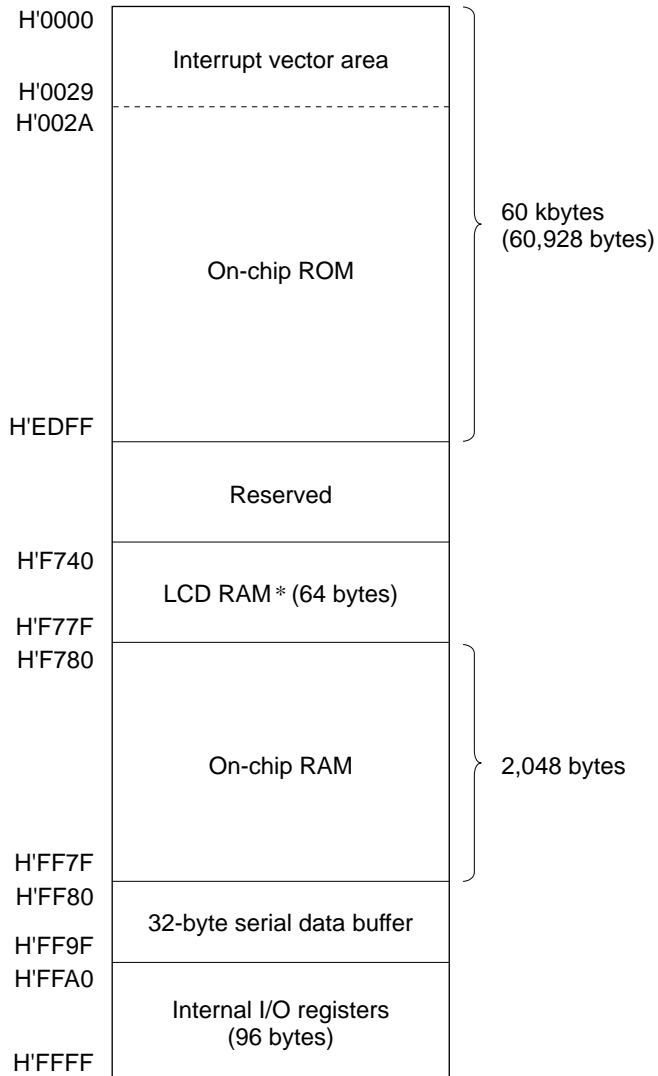 H'0000
Interrupt vector area
H'0029
H'002A
60 kbytes
(60,928 bytes)
On-chip ROM
H'EDFF
Reserved
H'F740
LCD RAM* (64 bytes)
H'F77F
H'F780
On-chip RAM
2,048 bytes
H'FF7F
H'FF80
32-byte serial data buffer
H'FF9F
H'FFA0
Internal I/O registers
(96 bytes)
H'FFFF